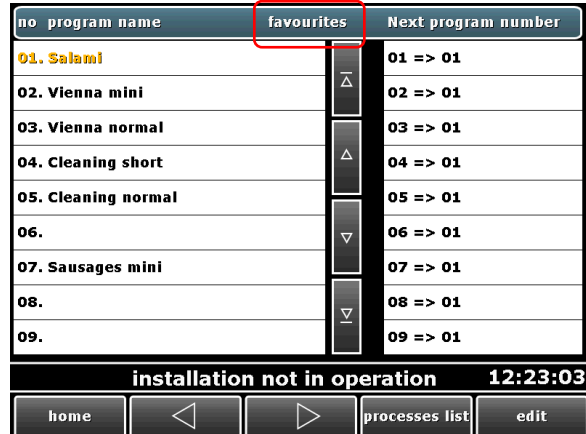 no program name favourites Next program number
01. Salami 01 => 01
02. Vienna mini 02 => 01
03. Vienna normal 03 => 01
04. Cleaning short 04 => 01
05. Cleaning normal 05 => 01
06. 06 => 01
07. Sausages mini 07 => 01
08. 08 => 01
09. 09 => 01
installation not in operation 12:23:03
home processes list edit